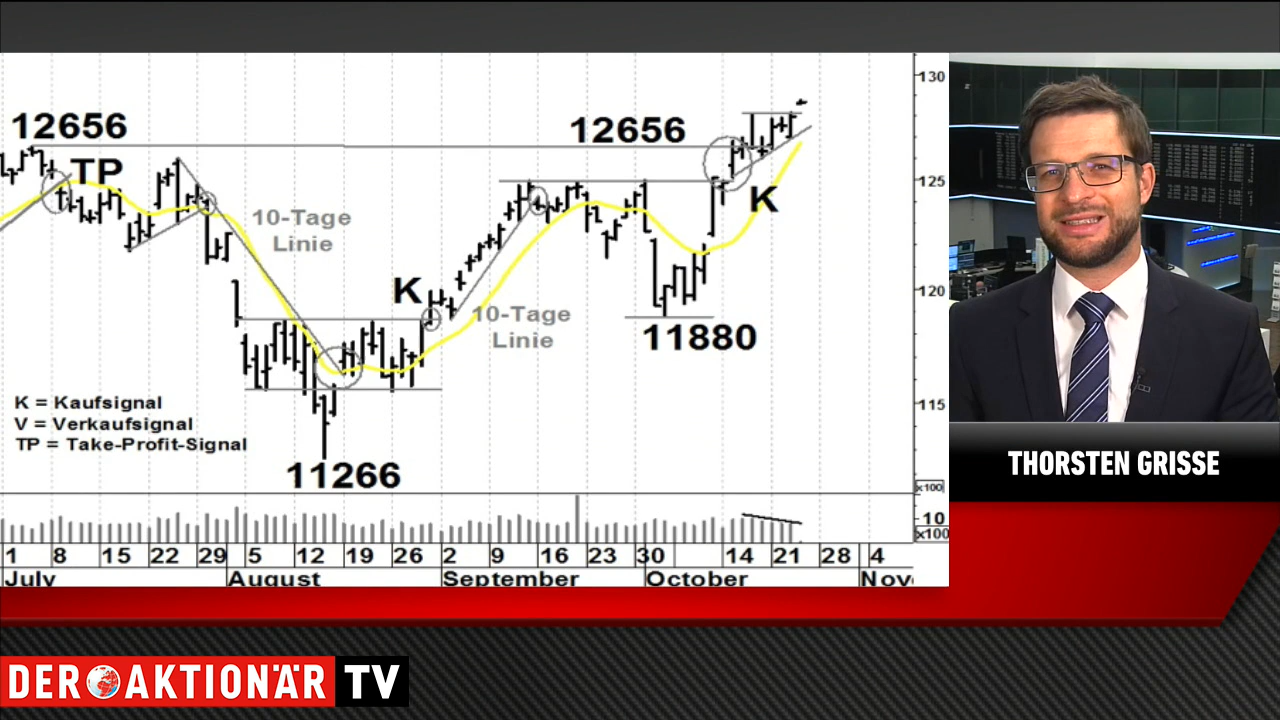 12656
TP
10-Tage
Linie
K
11266
12656
10-Tage
Linie
11880
K
K = Kaufsignal
V = Verkaufsignal
TP = Take-Profit-Signal
130
125
120
115
x100
10
x100
1 8 15 22 29 5 12 19 26 2 9 16 23 30 14 21 28 4
July August September October Nov
THORSTEN GRISSE
DER AKTIONÄR TV